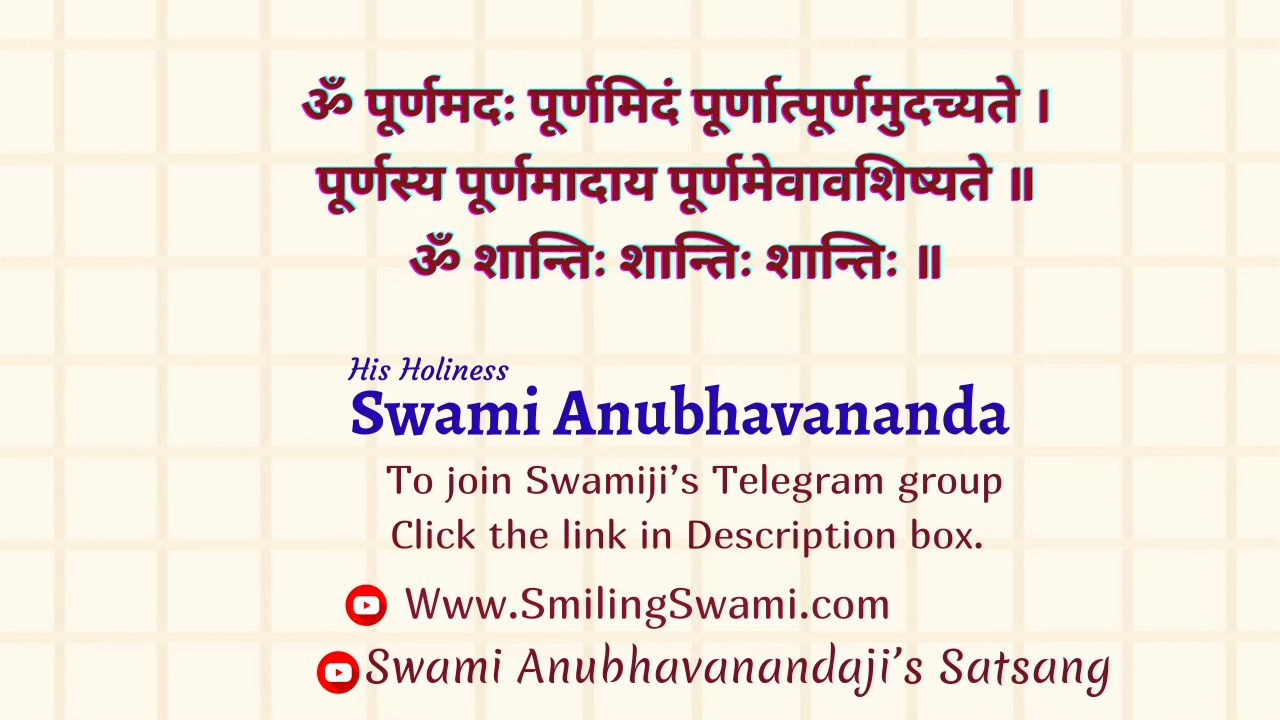 ॐ पूर्णमदः पूर्णमिदं पूर्णात्पूर्णमुदच्यते ।
पूर्णस्य पूर्णमादाय पूर्णमेवावशिष्यते ॥
ॐ शान्तिः शान्तिः शान्तिः ॥
His Holiness
Swami Anubhavananda
To join Swamiji’s Telegram group
Click the link in Description box.
Www.SmilingSwami.com
Swami Anubhavanandaji’s Satsang